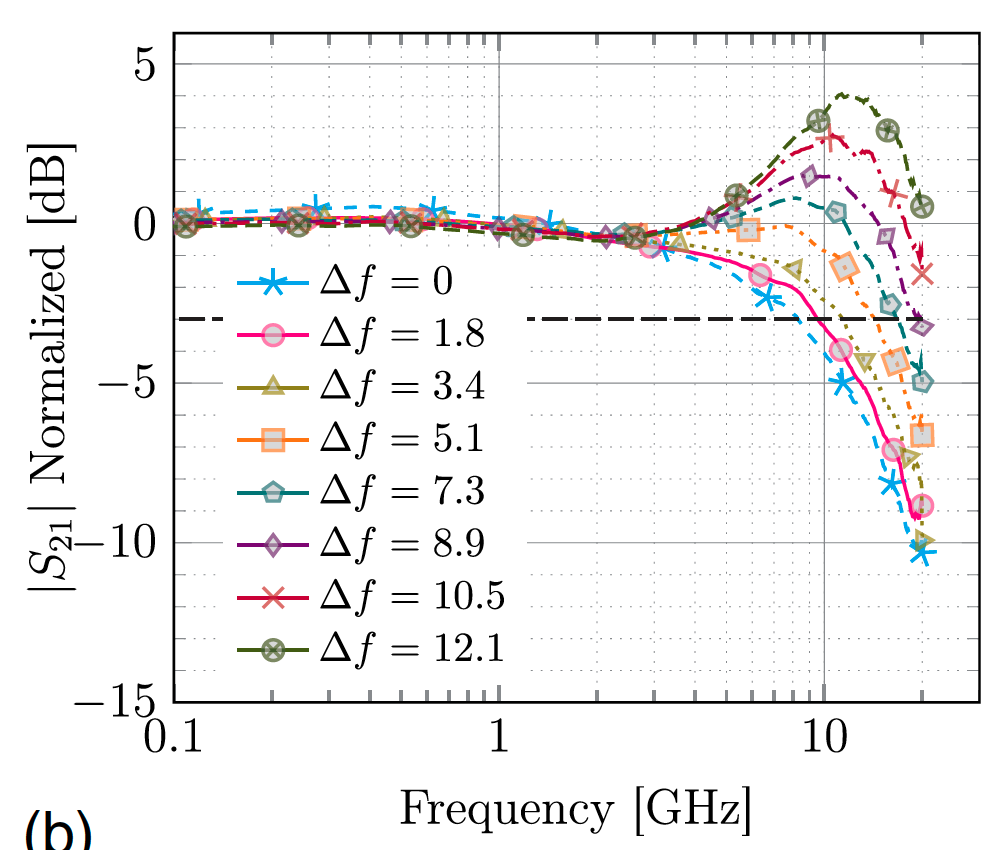 5
0
−5
−10
−15
|S₂₁| Normalized [dB]
Δf = 0
Δf = 1.8
Δf = 3.4
Δf = 5.1
Δf = 7.3
Δf = 8.9
Δf = 10.5
Δf = 12.1
0.1 1 10
Frequency [GHz]
(b)